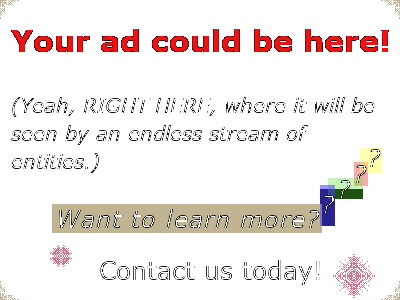 Your ad could be here!
(Yeah, RIGHT HERE, where it will be
seen by an endless stream of
entities.)
Want to learn more????
Contact us today!